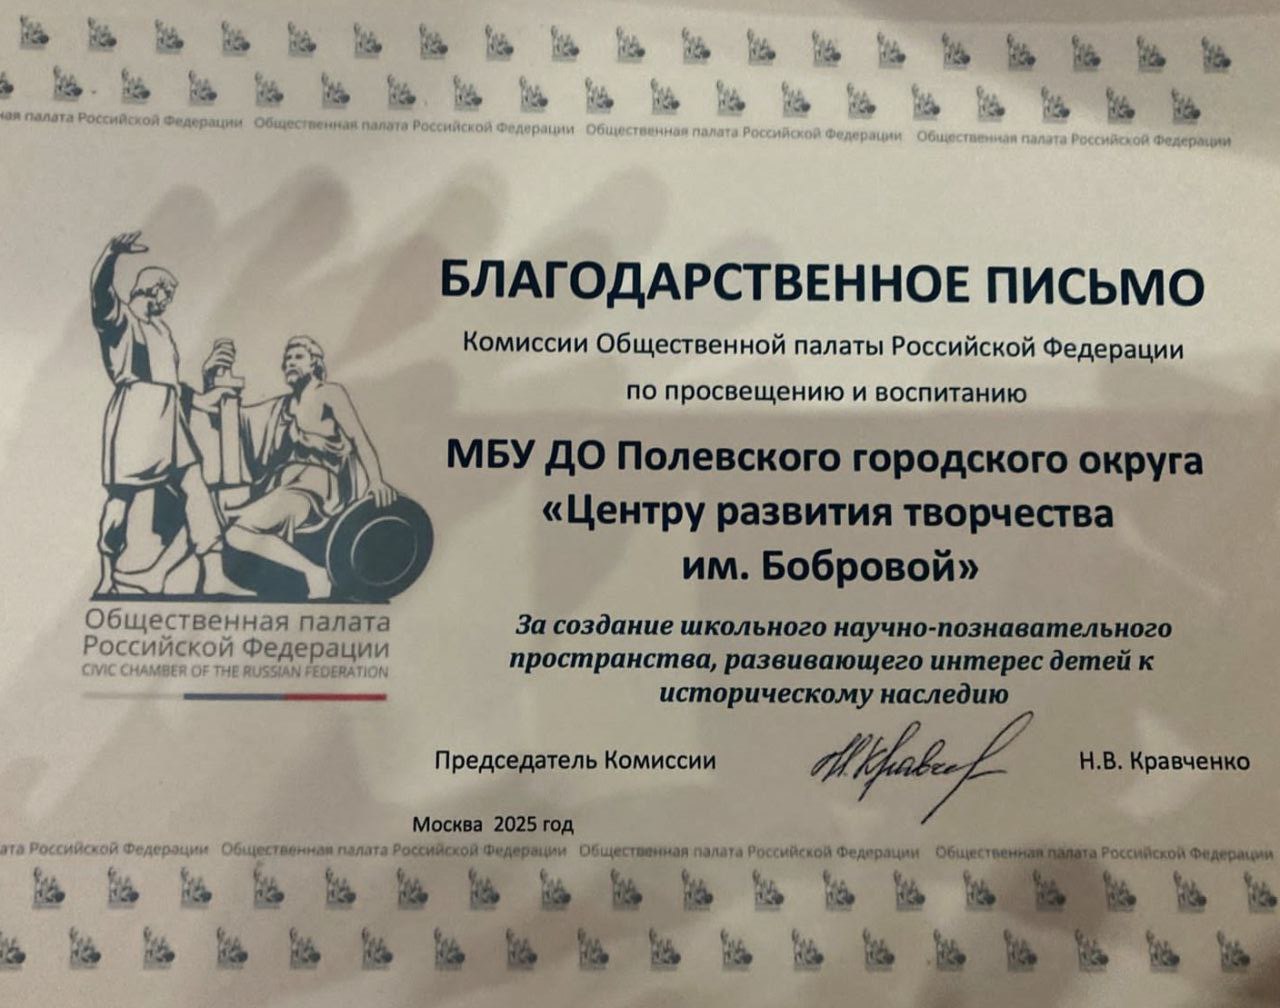 ная палата Российской Федерации Общественная палата Российской Федерации Общественная палата Российской Федерации Общественная палата Российской Федерации
БЛАГОДАРСТВЕННОЕ ПИСЬМО
Комиссии Общественной палаты Российской Федерации
по просвещению и воспитанию
МБУ ДО Полевского городского округа
«Центру развития творчества
им. Бобровой»
За создание школьного научно-познавательного
пространства, развивающего интерес детей к
историческому наследию
Общественная палата
Российской Федерации
CIVIC CHAMBER OF THE RUSSIAN FEDERATION
Председатель Комиссии Н.Кравчен Н.В. Кравченко
Москва 2025 год
ата Российской Федерации Общественная палата Российской Федерации Общественная палата Российской Федерации Общественная палата Российской Федерации